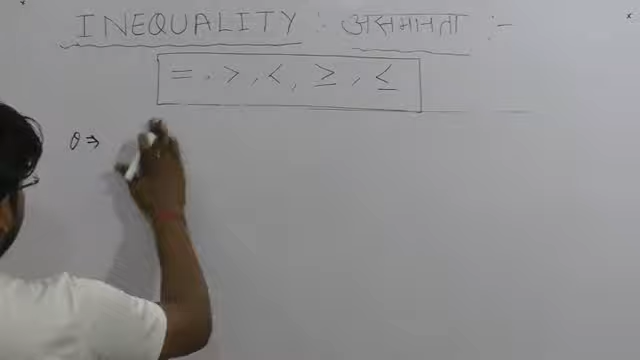 INEQUALITY :- असमानता :-
= , > , < , ≥ , ≤
θ ⇒